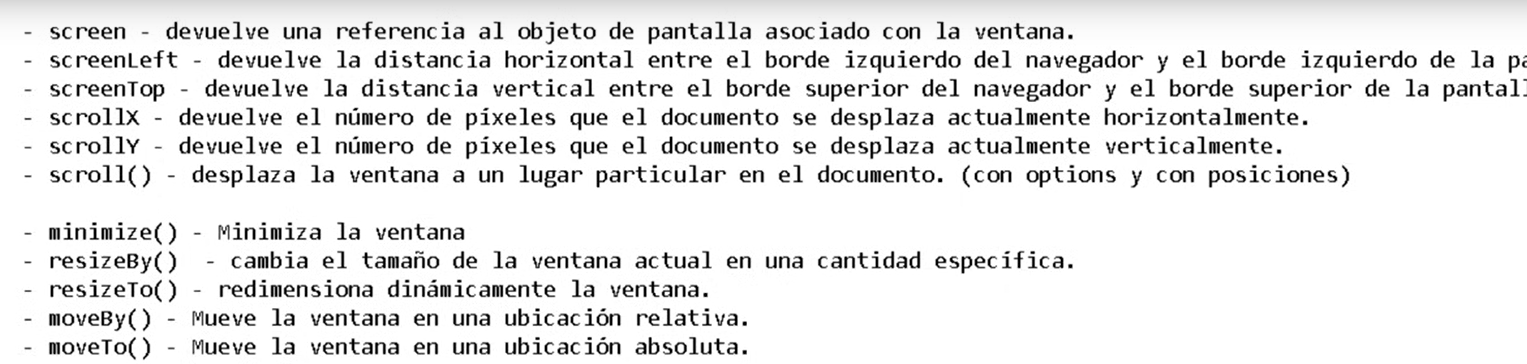 - screen - devuelve una referencia al objeto de pantalla asociado con la ventana.
- screenLeft - devuelve la distancia horizontal entre el borde izquierdo del navegador y el borde izquierdo de la
- screenTop - devuelve la distancia vertical entre el borde superior del navegador y el borde superior de la
- scrollX - devuelve el número de píxeles que el documento se desplaza actualmente horizontalmente.
- scrollY - devuelve el número de píxeles que el documento se desplaza actualmente verticalmente.
- scroll() - desplaza la ventana a un lugar particular en el documento. (con options y con posiciones)
- minimize() - Minimiza la ventana
- resizeBy()  - cambia el tamaño de la ventana actual en una cantidad específica.
- resizeTo() - redimensiona dinámicamente la ventana.
- moveBy() - Mueve la ventana en una ubicación relativa.
- moveTo() - Mueve la ventana en una ubicación absoluta.